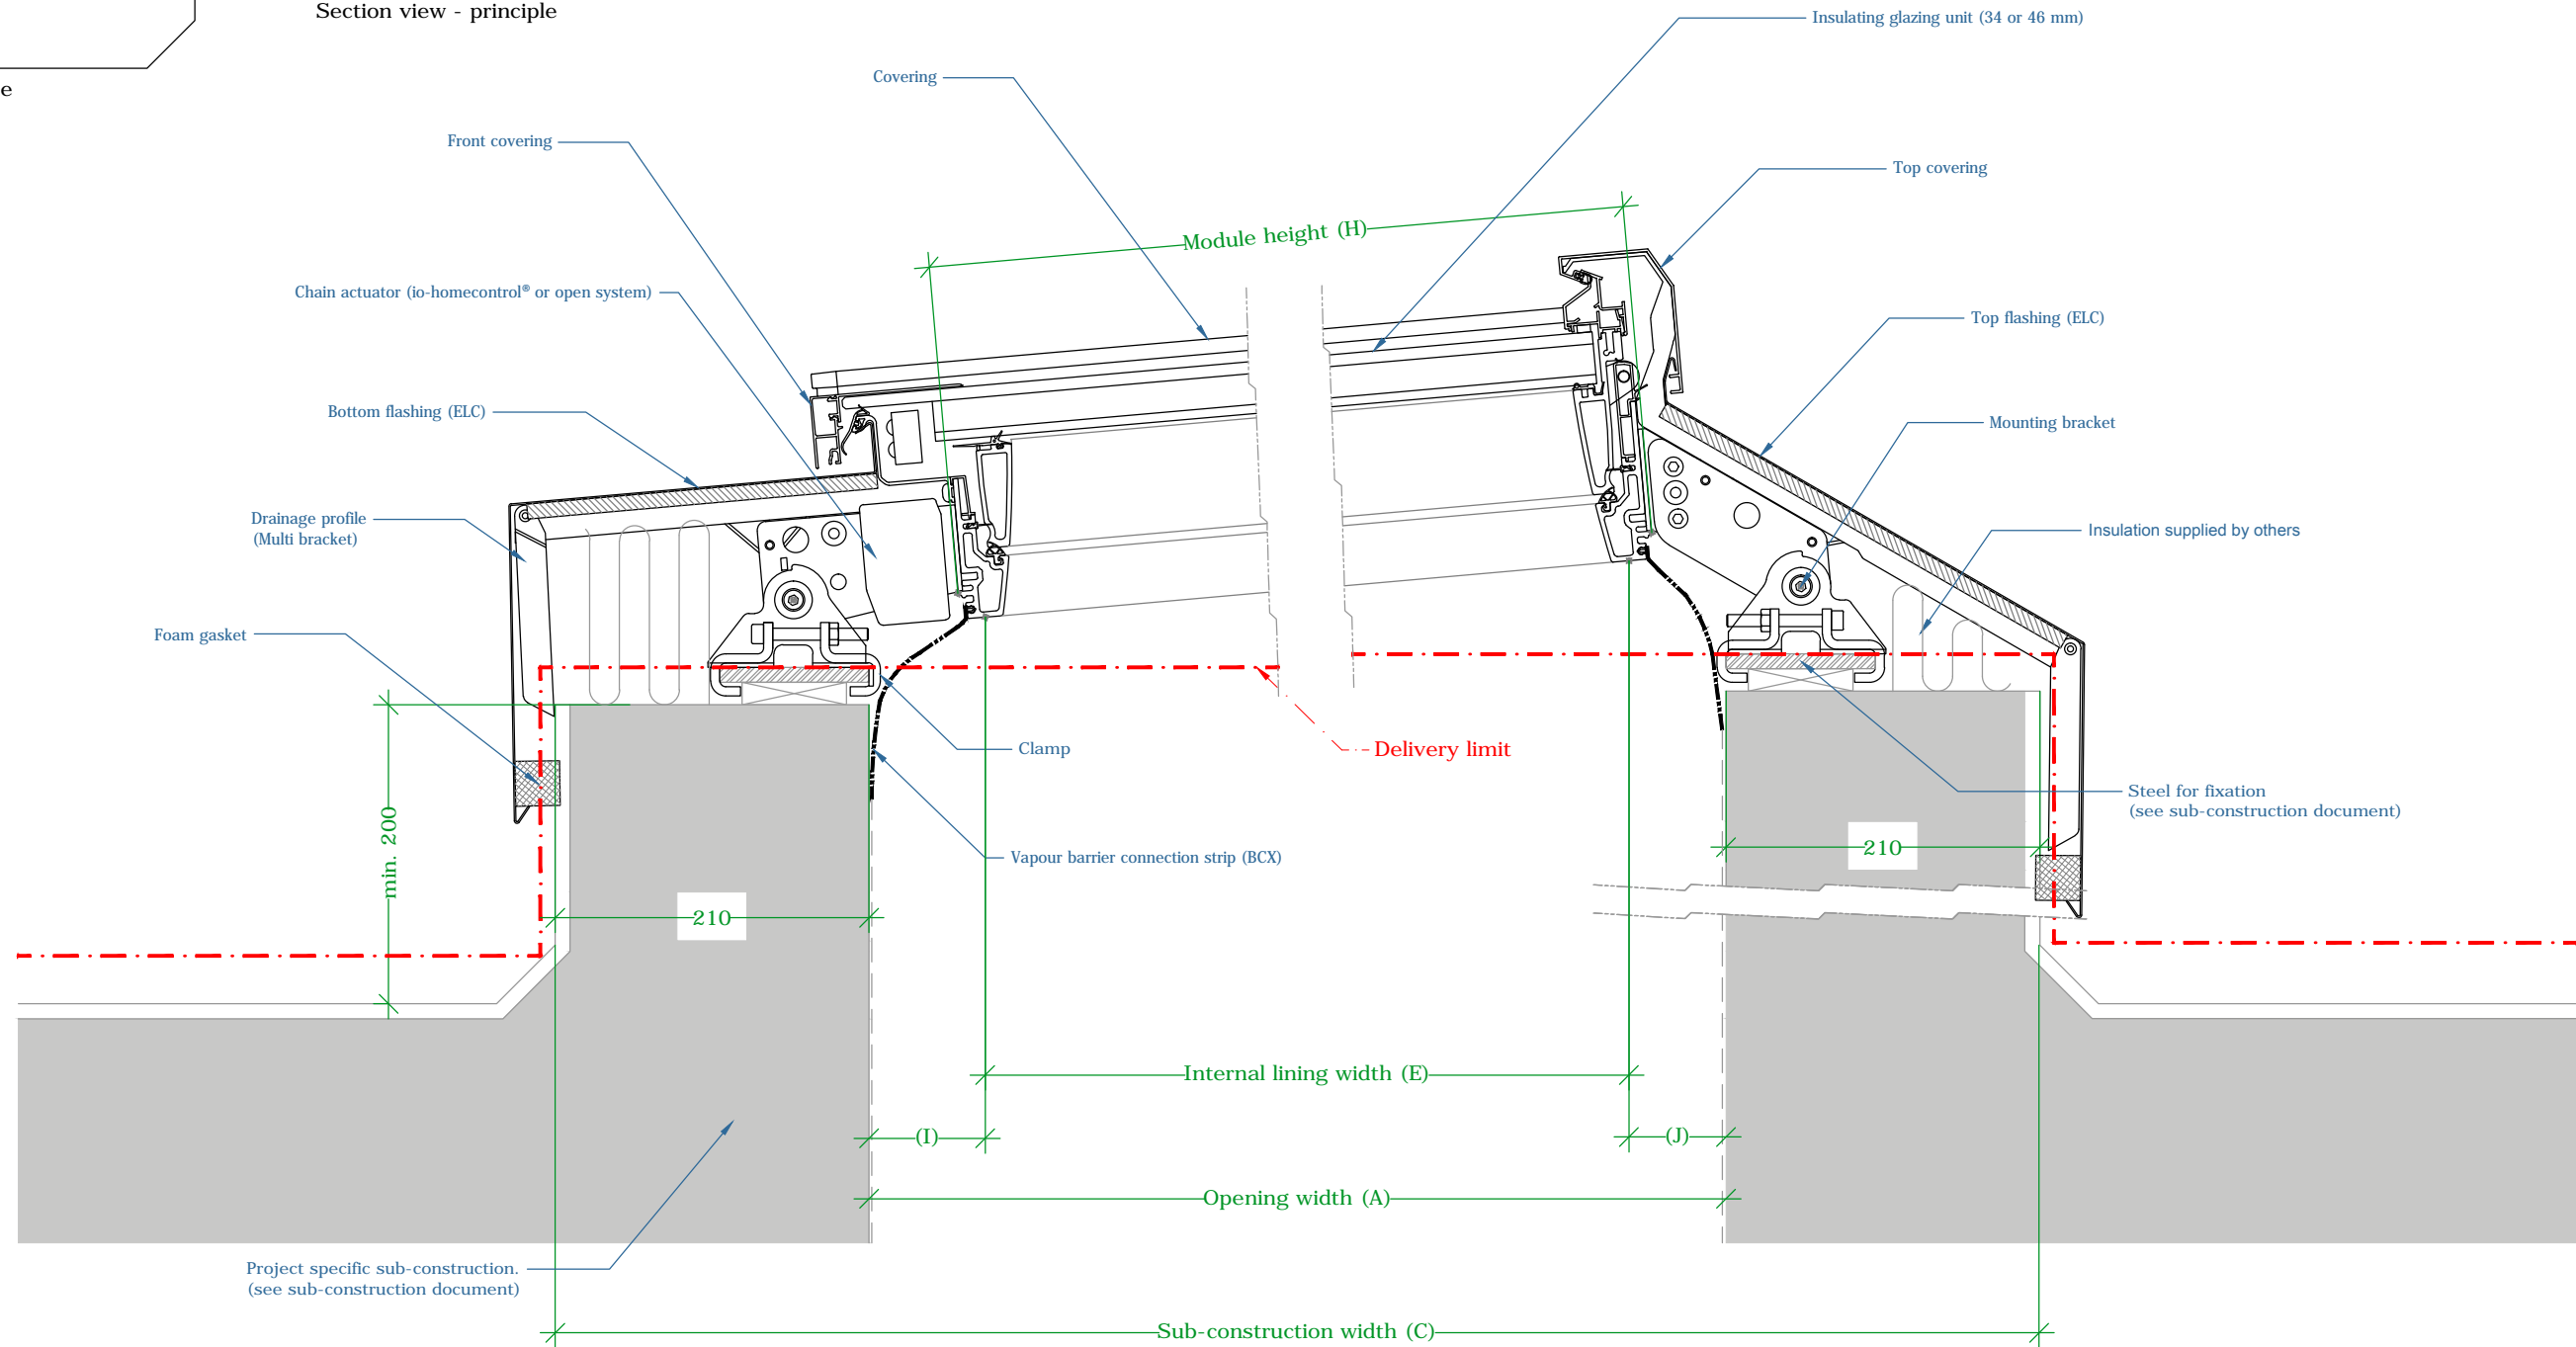 Section view - principle
e
Insulating glazing unit (34 or 46 mm)
Covering
Front covering
Top covering
Module height (H)
Chain actuator (io-homecontrol® or open system)
Top flashing (ELC)
Bottom flashing (ELC)
Mounting bracket
Drainage profile
(Multi bracket)
Insulation supplied by others
Foam gasket
Clamp
Delivery limit
Steel for fixation
(see sub-construction document)
min. 200
210
Vapour barrier connection strip (BCX)
210
Internal lining width (E)
(I)
(J)
Opening width (A)
Project specific sub-construction.
(see sub-construction document)
Sub-construction width (C)